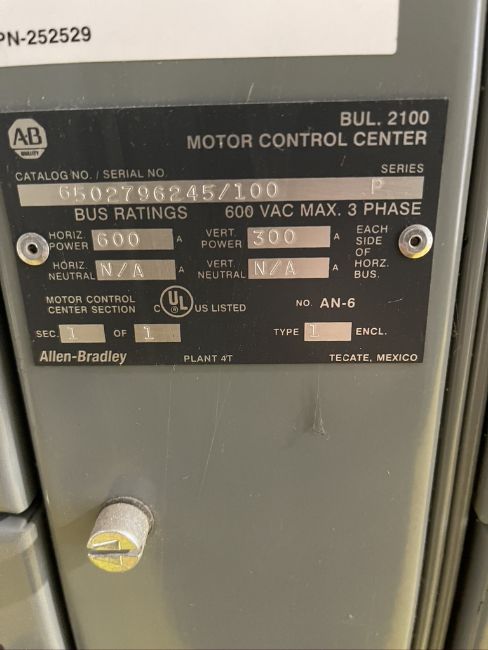 PN-252529
A-B
QUALITY
BUL. 2100
MOTOR CONTROL CENTER
CATALOG NO. / SERIAL NO. SERIES
6502796245/100 P
BUS RATINGS 600 VAC MAX. 3 PHASE
HORIZ. POWER 600 A VERT. POWER 300 A EACH SIDE OF HORZ. BUS.
HORIZ. NEUTRAL N/A A VERT. NEUTRAL N/A A
MOTOR CONTROL CENTER SECTION C UL US LISTED NO. AN-6
SEC. 1 OF 1 TYPE 1 ENCL.
Allen-Bradley PLANT 4T TECATE, MEXICO